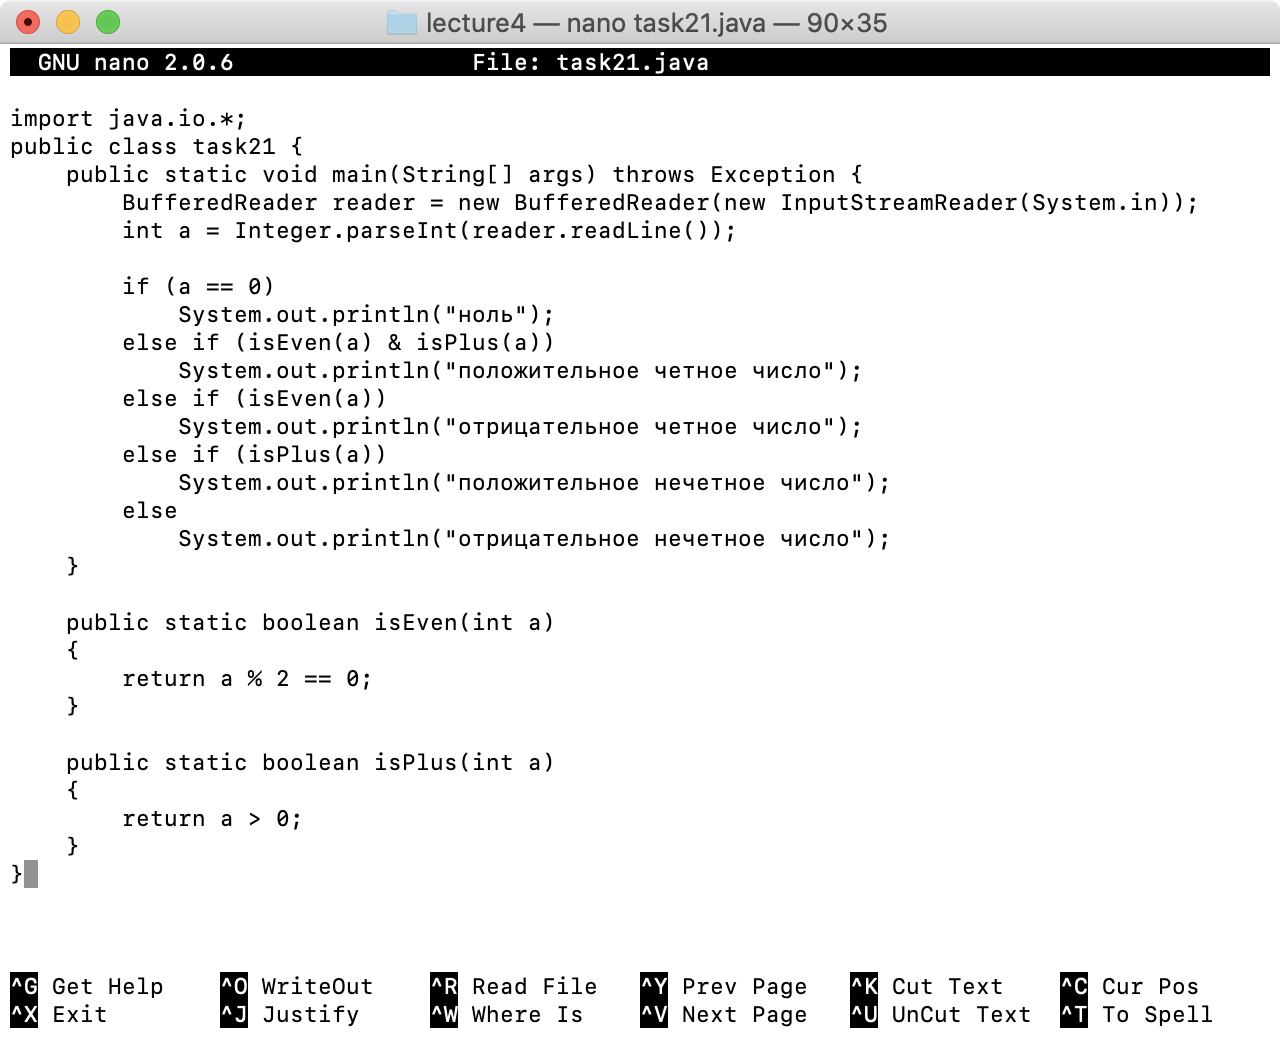 lecture4 — nano task21.java — 90×35
GNU nano 2.0.6 File: task21.java
import java.io.*;
public class task21 {
    public static void main(String[] args) throws Exception {
        BufferedReader reader = new BufferedReader(new InputStreamReader(System.in));
        int a = Integer.parseInt(reader.readLine());
        if (a == 0)
            System.out.println("ноль");
        else if (isEven(a) & isPlus(a))
            System.out.println("положительное четное число");
        else if (isEven(a))
            System.out.println("отрицательное четное число");
        else if (isPlus(a))
            System.out.println("положительное нечетное число");
        else
            System.out.println("отрицательное нечетное число");
    }
    public static boolean isEven(int a)
    {
        return a % 2 == 0;
    }
    public static boolean isPlus(int a)
    {
        return a > 0;
    }
}
^G Get Help ^O WriteOut ^R Read File ^Y Prev Page ^K Cut Text ^C Cur Pos
^X Exit ^J Justify ^W Where Is ^V Next Page ^U UnCut Text ^T To Spell